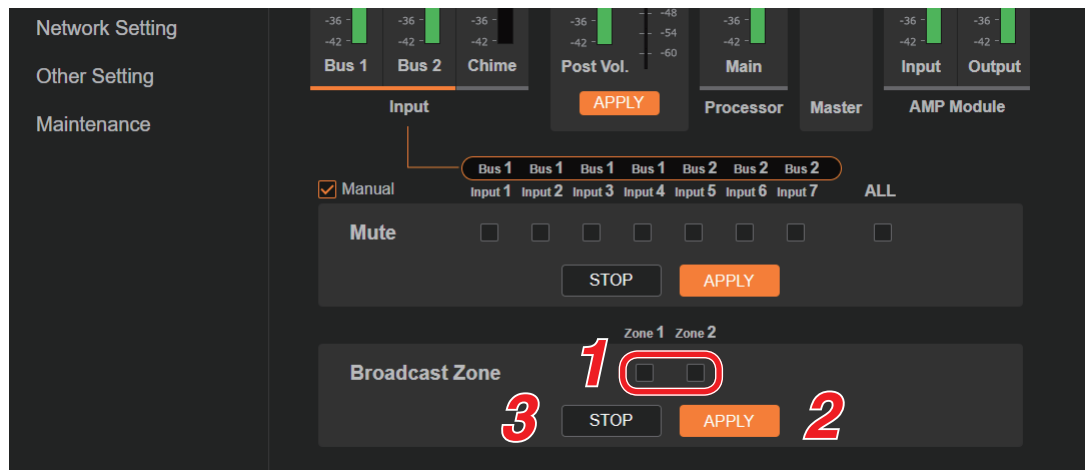 Network Setting
Other Setting
Maintenance
-36 - -36 - -36 - -36 - -- -48 -36 - -36 - -36 -
-- -54
-42 - -42 - -42 - -42 - -42 - -42 - -42 -
-- -60
Bus 1 Bus 2 Chime Post Vol. Main Input Output
APPLY
Input Processor Master AMP Module
Bus 1 Bus 1 Bus 1 Bus 1 Bus 2 Bus 2 Bus 2
Manual Input 1 Input 2 Input 3 Input 4 Input 5 Input 6 Input 7 ALL
Mute
STOP APPLY
Zone 1 Zone 2
1
Broadcast Zone
3 STOP APPLY 2